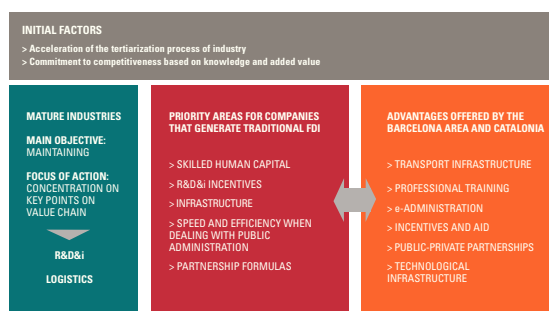 INITIAL FACTORS
> Acceleration of the tertiarization process of industry
> Commitment to competitiveness based on knowledge and added value
MATURE INDUSTRIES
MAIN OBJECTIVE:
MAINTAINING
FOCUS OF ACTION:
CONCENTRATION ON
KEY POINTS ON
VALUE CHAIN
R&D&i
LOGISTICS
PRIORITY AREAS FOR COMPANIES
THAT GENERATE TRADITIONAL FDI
> SKILLED HUMAN CAPITAL
> R&D&i INCENTIVES
> INFRASTRUCTURE
> SPEED AND EFFICIENCY WHEN
DEALING WITH PUBLIC
ADMINISTRATION
> PARTNERSHIP FORMULAS
ADVANTAGES OFFERED BY THE
BARCELONA AREA AND CATALONIA
> TRANSPORT INFRASTRUCTURE
> PROFESSIONAL TRAINING
> e-ADMINISTRATION
> INCENTIVES AND AID
> PUBLIC-PRIVATE PARTNERSHIPS
> TECHNOLOGICAL
INFRASTRUCTURE